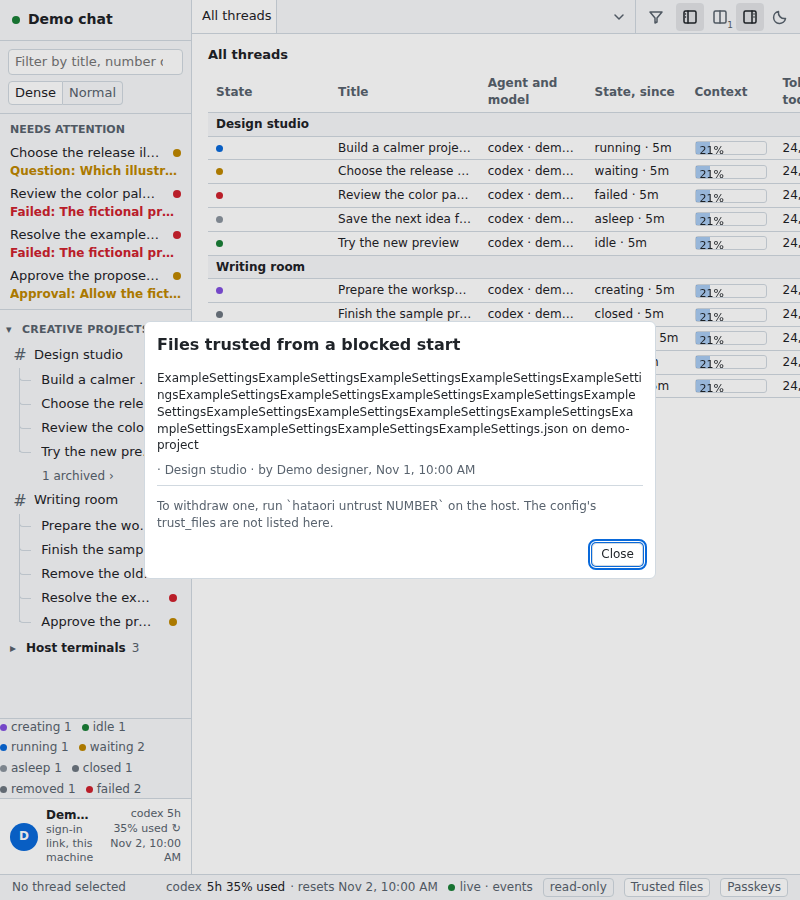 Demo chat
Dense Normal
NEEDS ATTENTION
Choose the release il…
Question: Which illustr…
Review the color pal…
Failed: The fictional pr…
Resolve the example…
Failed: The fictional pr…
Approve the propose…
Approval: Allow the fict…
▾ CREATIVE PROJECTS
# Design studio
Build a calmer …
Choose the rele
Review the colo
Try the new pre
1 archived ›
# Writing room
Prepare the wo…
Finish the samp
Remove the old…
Resolve the ex…
Approve the pr…
▸ Host terminals 3
creating 1 idle 1
running 1 waiting 2
asleep 1 closed 1
removed 1 failed 2
D
Dem…
sign-in
link, this
machine
codex 5h
35% used ↻
Nov 2, 10:00
AM
All threads
1
All threads
State Title Agent and model State, since Context
Design studio
Build a calmer proje… codex · dem… running · 5m 21% 24,
Choose the release … codex · dem… waiting · 5m 21% 24,
Review the color pa… codex · dem… failed · 5m 21% 24,
Save the next idea f… codex · dem… asleep · 5m 21% 24,
Try the new preview codex · dem… idle · 5m 21% 24,
Writing room
Prepare the worksp… codex · dem… creating · 5m 21% 24,
Finish the sample pr… codex · dem… closed · 5m 21% 24,
5m 21% 24,
21% 24,
21% 24,
Files trusted from a blocked start
ExampleSettingsExampleSettingsExampleSettingsExampleSettingsExampleSetti
ngsExampleSettingsExampleSettingsExampleSettingsExampleSettingsExample
SettingsExampleSettingsExampleSettingsExampleSettingsExampleSettingsExa
mpleSettingsExampleSettingsExampleSettingsExampleSettings.json on demo-
project
· Design studio · by Demo designer, Nov 1, 10:00 AM
To withdraw one, run `hataori untrust NUMBER` on the host. The config's
trust_files are not listed here.
Close
No thread selected
codex 5h 35% used · resets Nov 2, 10:00 AM
live · events
read-only
Trusted files
Passkeys